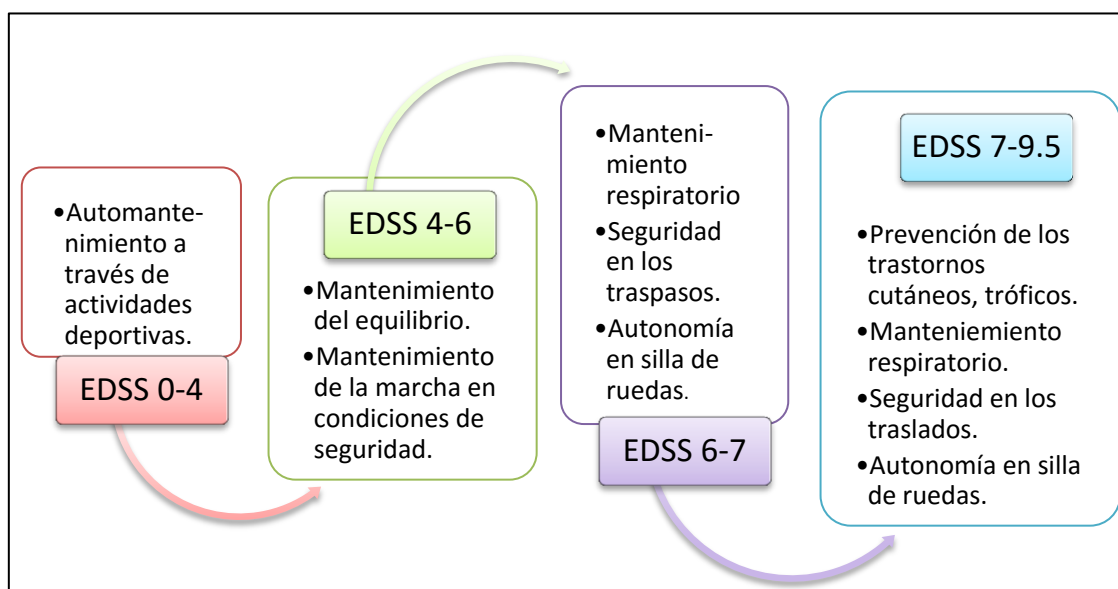 •Automante-
nimiento a
través de
actividades
deportivas.
EDSS 0-4
EDSS 4-6
•Mantenimiento
del equilibrio.
•Mantenimiento
de la marcha en
condiciones de
seguridad.
•Manteni-
miento
respiratorio
•Seguridad
en los
traspasos.
•Autonomía
en silla de
ruedas.
EDSS 6-7
EDSS 7-9.5
•Prevención de los
trastornos
cutáneos, tróficos.
•Manteniemiento
respiratorio.
•Seguridad en los
traslados.
•Autonomía en silla
de ruedas.